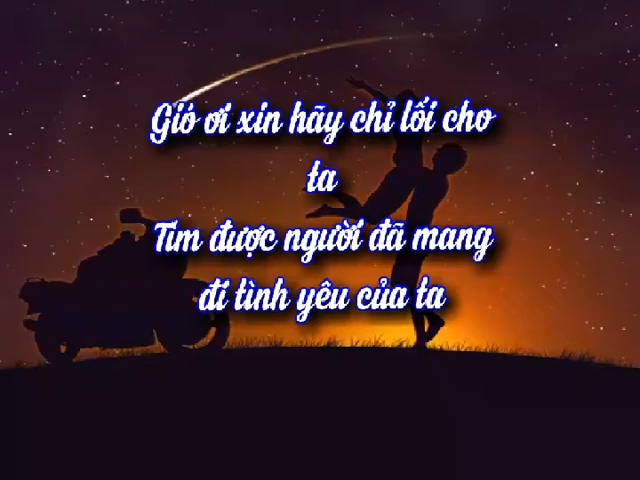 Gió ơi xin hãy chỉ lối cho
ta
Tìm được người đã mang
đi tình yêu của ta